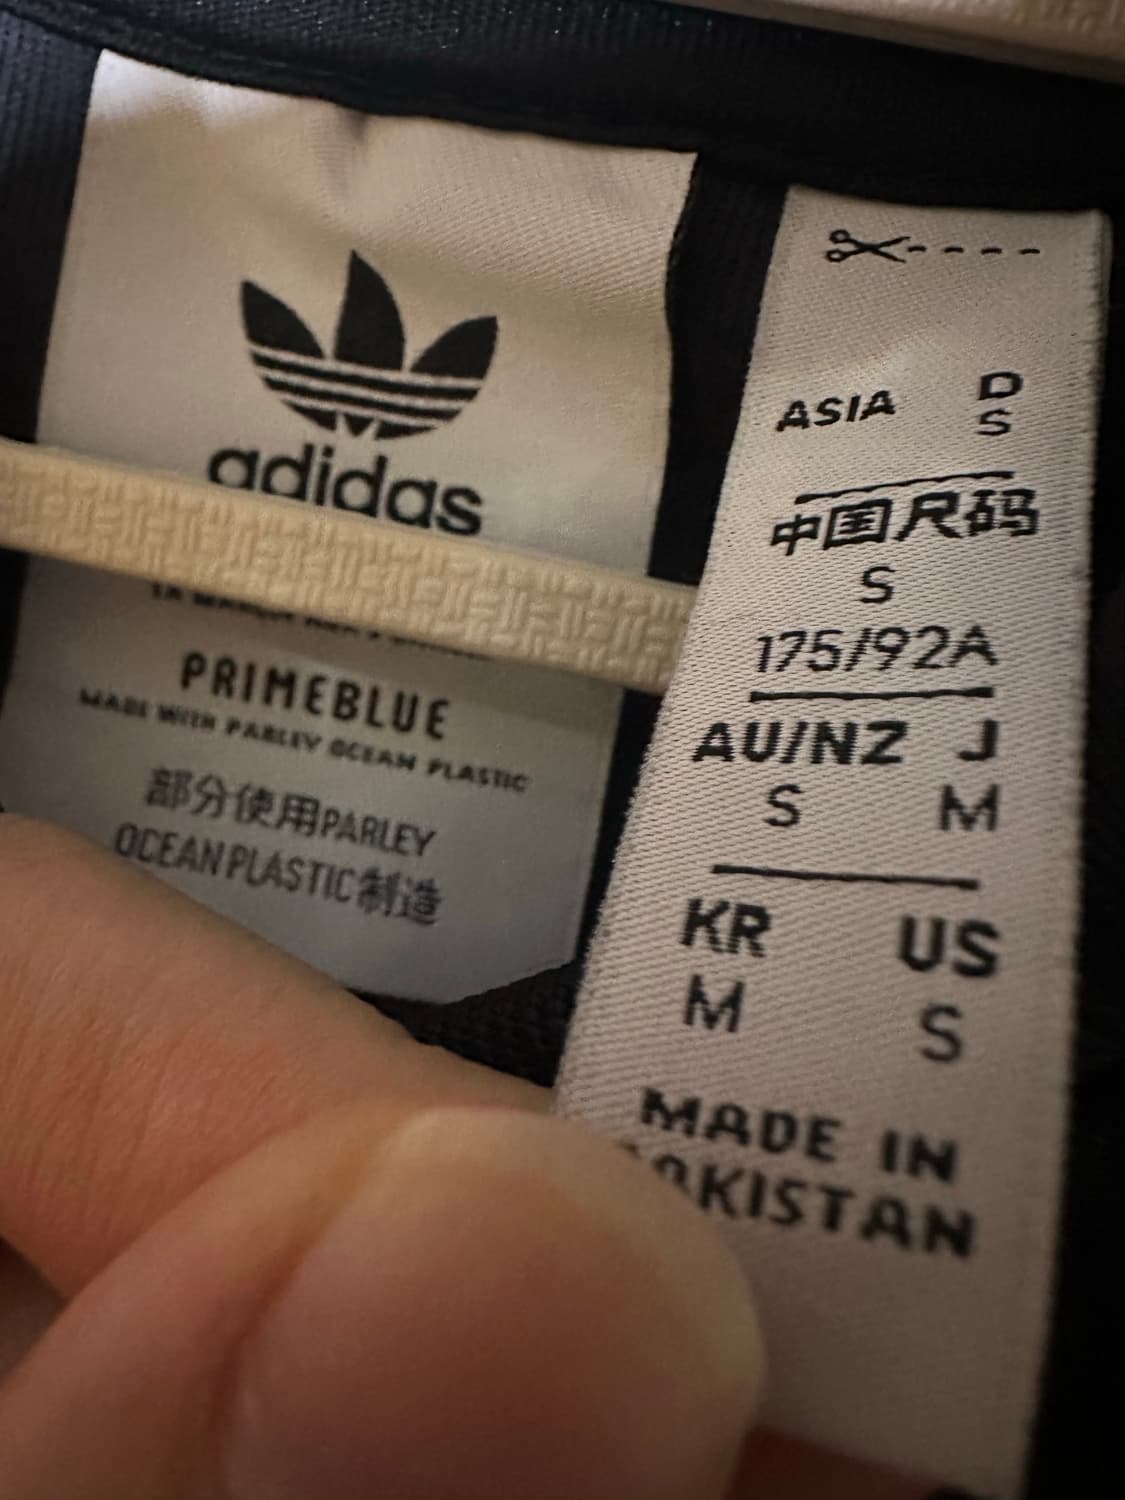 adidas
PRIMEBLUE
MADE WITH PARLEY OCEAN PLASTIC
部分使用PARLEY
OCEAN PLASTIC制造
ASIA D
S
中国尺码
S
175/92A
AU/NZ J
S M
KR US
M S
MADE IN
PAKISTAN